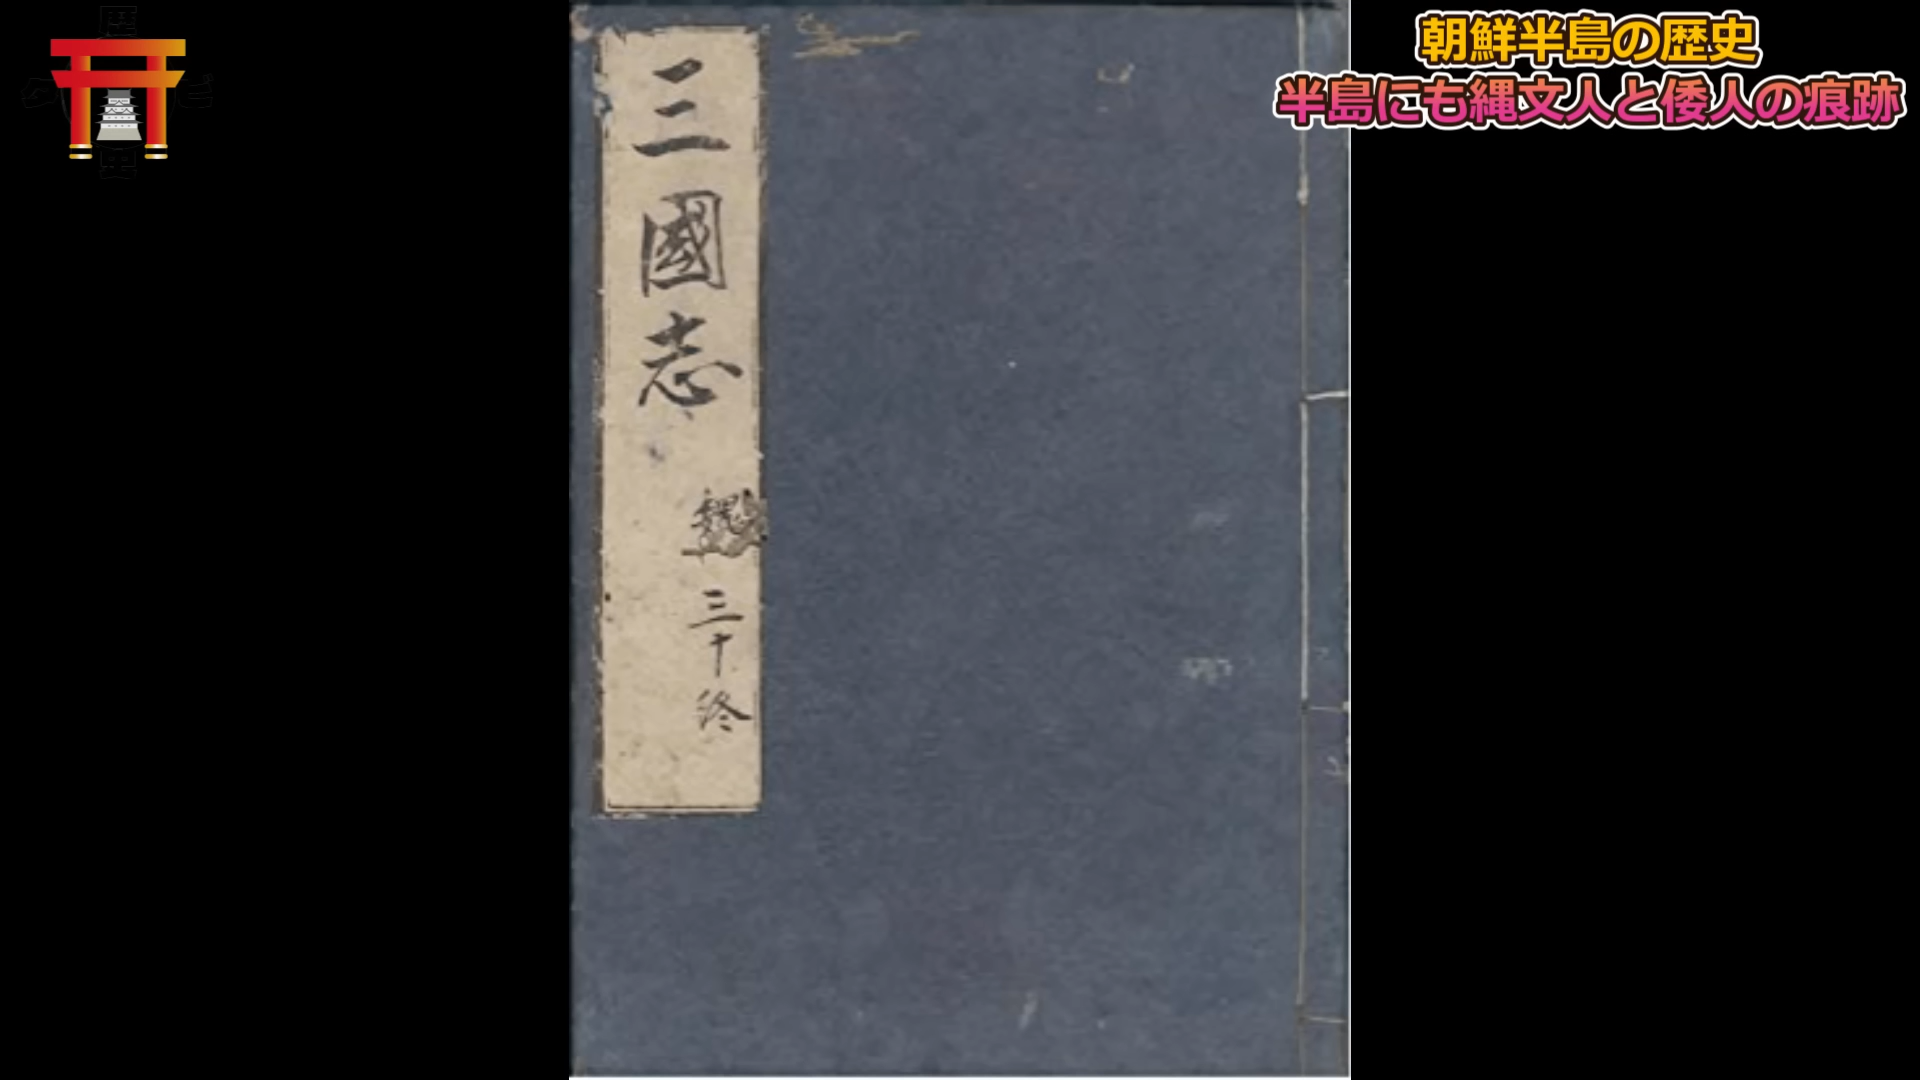 朝鮮半島の歴史
半島にも縄文人と倭人の痕跡
三國志
魏
三十終